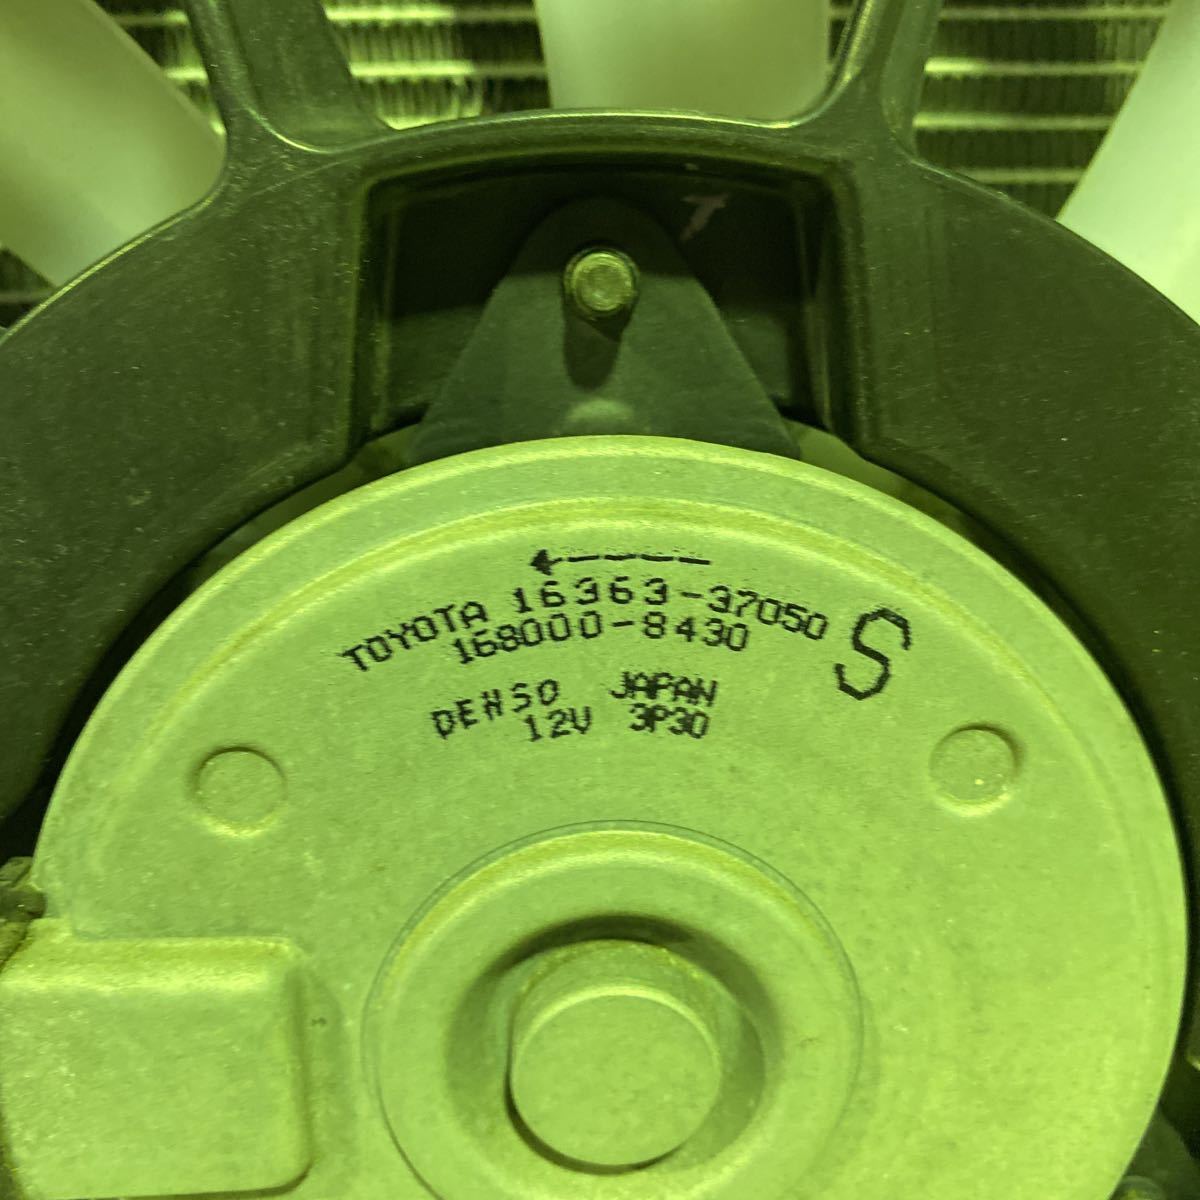 TOYOTA 16363-37050 S
168000-8430
DENSO JAPAN
12V 3P30